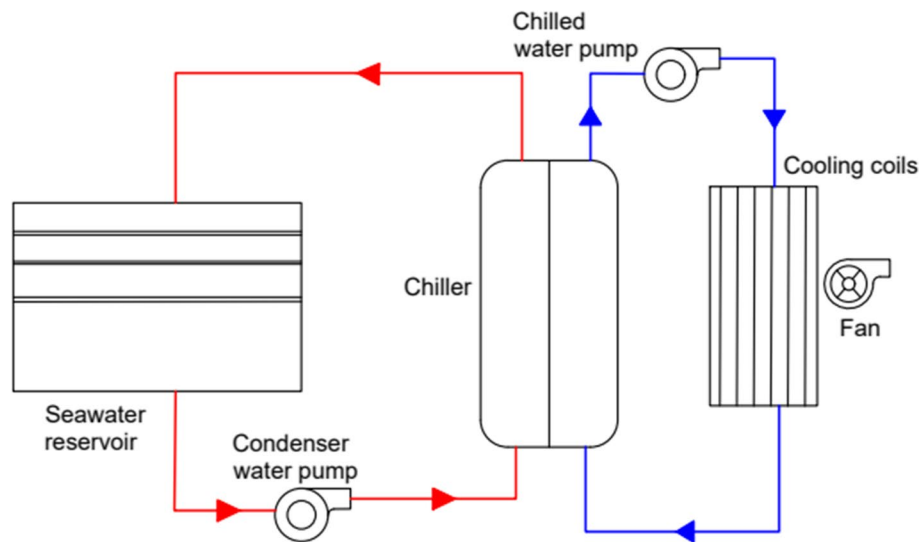 Chilled
water pump
Cooling coils
Chiller
Fan
Seawater
reservoir
Condenser
water pump